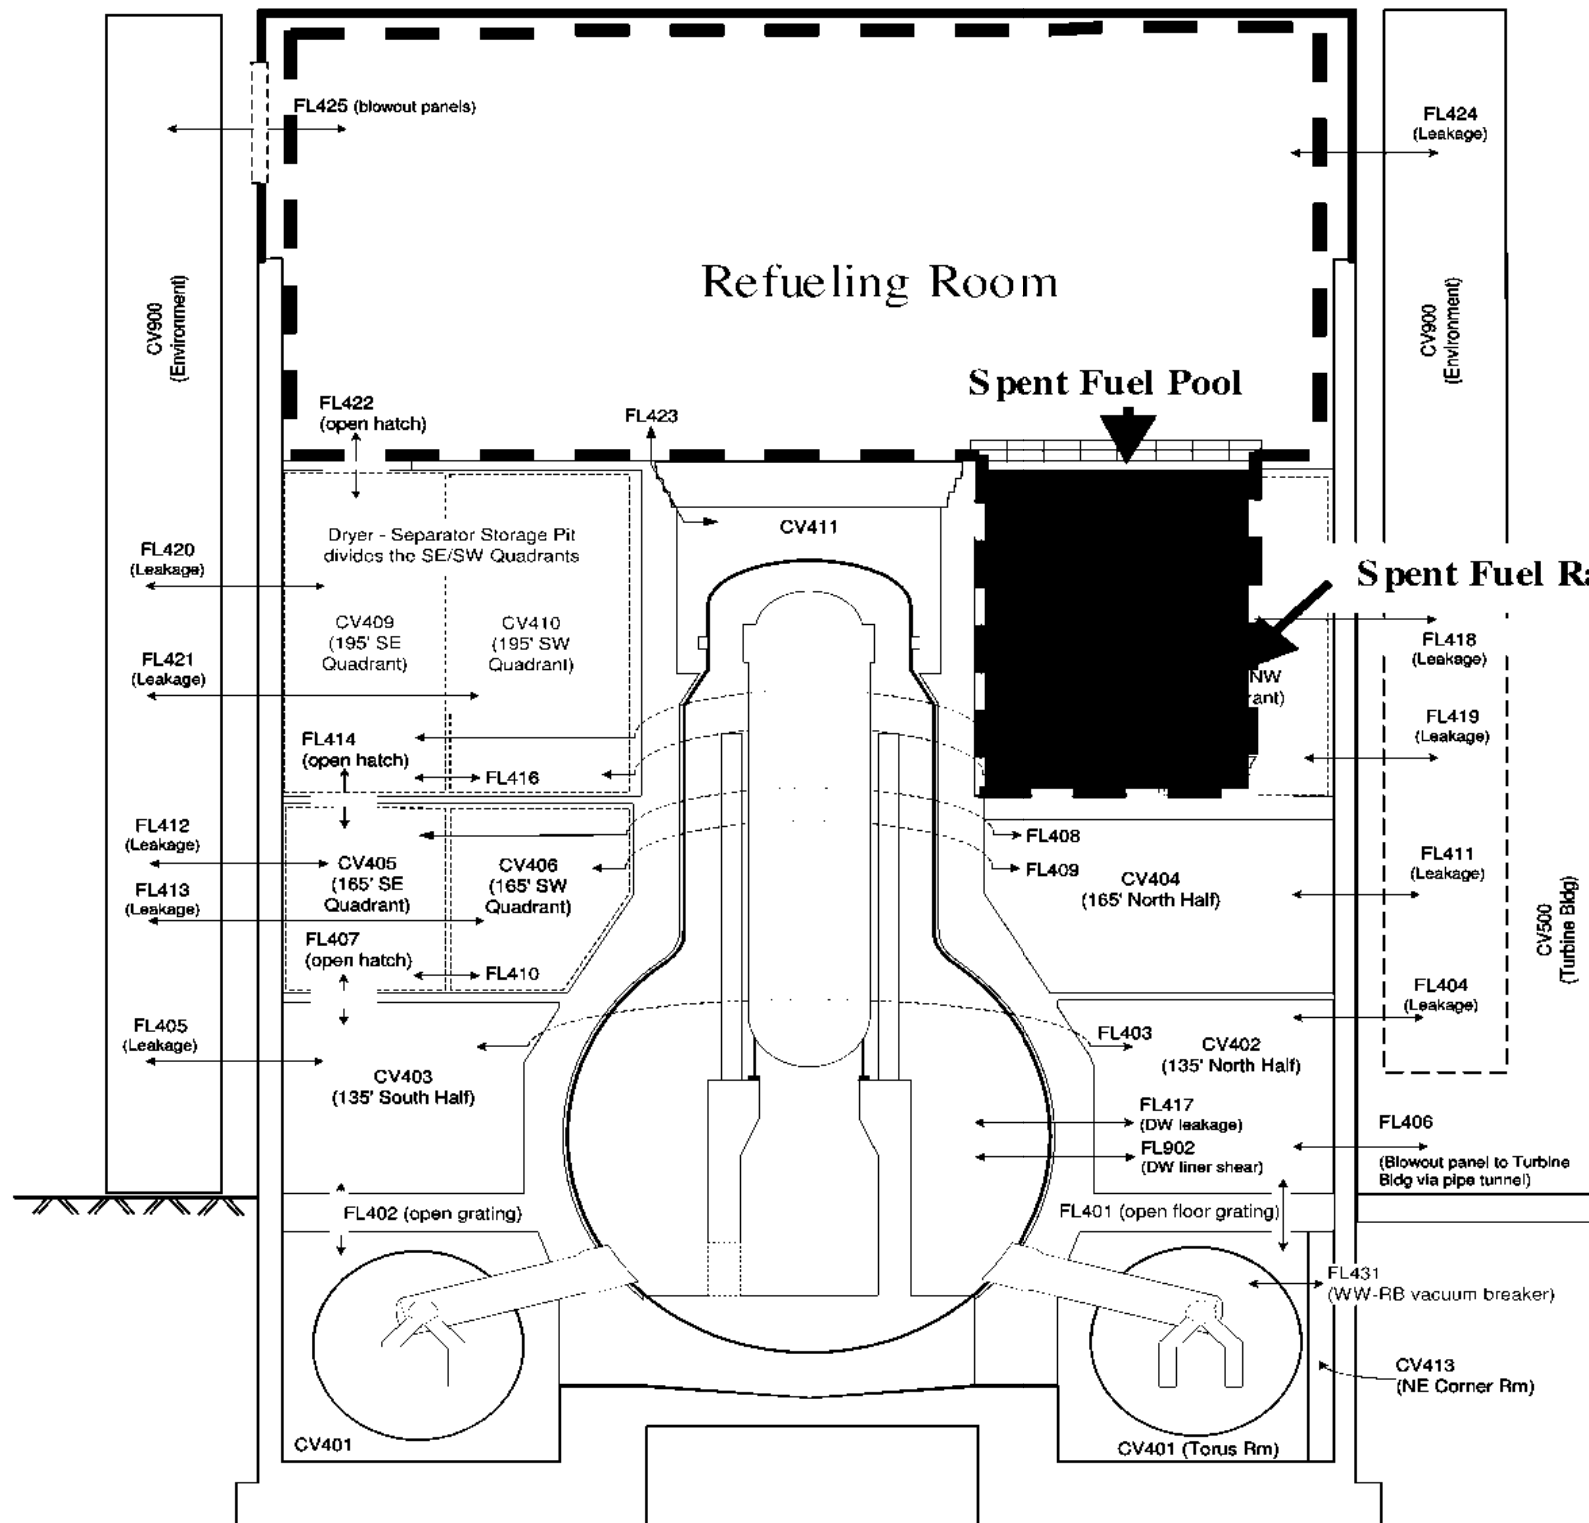 FL425 (blowout panels)
FL424
(Leakage)
Refueling Room
CV900
(Environment)
CV900
(Environment)
Spent Fuel Pool
FL422
(open hatch)
FL423
CV411
Dryer - Separator Storage Pit
divides the SE/SW Quadrants
FL420
(Leakage)
Spent Fuel Ra
CV409
(195' SE
Quadrant)
CV410
(195' SW
Quadrant)
FL418
(Leakage)
FL421
(Leakage)
NW
rant)
FL419
(Leakage)
FL414
(open hatch)
FL416
FL412
(Leakage)
FL408
FL409
CV405
(165' SE
Quadrant)
CV406
(165' SW
Quadrant)
CV404
(165' North Half)
FL411
(Leakage)
FL413
(Leakage)
CV500
(Turbine Bldg)
FL407
(open hatch)
FL410
FL404
(Leakage)
FL405
(Leakage)
FL403
CV402
(135' North Half)
CV403
(135' South Half)
FL417
(DW leakage)
FL902
(DW liner shear)
FL406
(Blowout panel to Turbine
Bldg via pipe tunnel)
FL402 (open grating)
FL401 (open floor grating)
FL431
(WW-RB vacuum breaker)
CV413
(NE Corner Rm)
CV401
CV401 (Torus Rm)